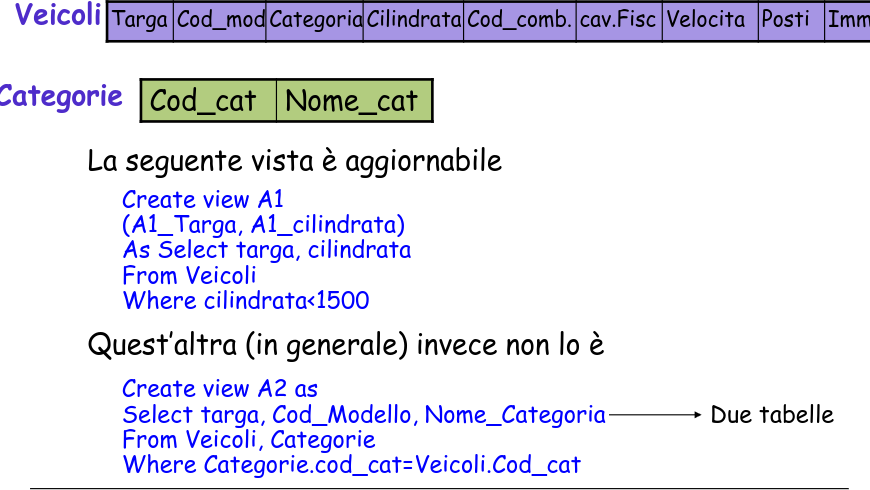 Veicoli Targa Cod_mod Categoria Cilindrata Cod_comb. cav.Fisc Velocita Posti Imm
Categorie Cod_cat Nome_cat
La seguente vista è aggiornabile
Create view A1
(A1_Targa, A1_cilindrata)
As Select targa, cilindrata
From Veicoli
Where cilindrata<1500
Quest'altra (in generale) invece non lo è
Create view A2 as
Select targa, Cod_Modello, Nome_Categoria Due tabelle
From Veicoli, Categorie
Where Categorie.cod_cat=Veicoli.Cod_cat